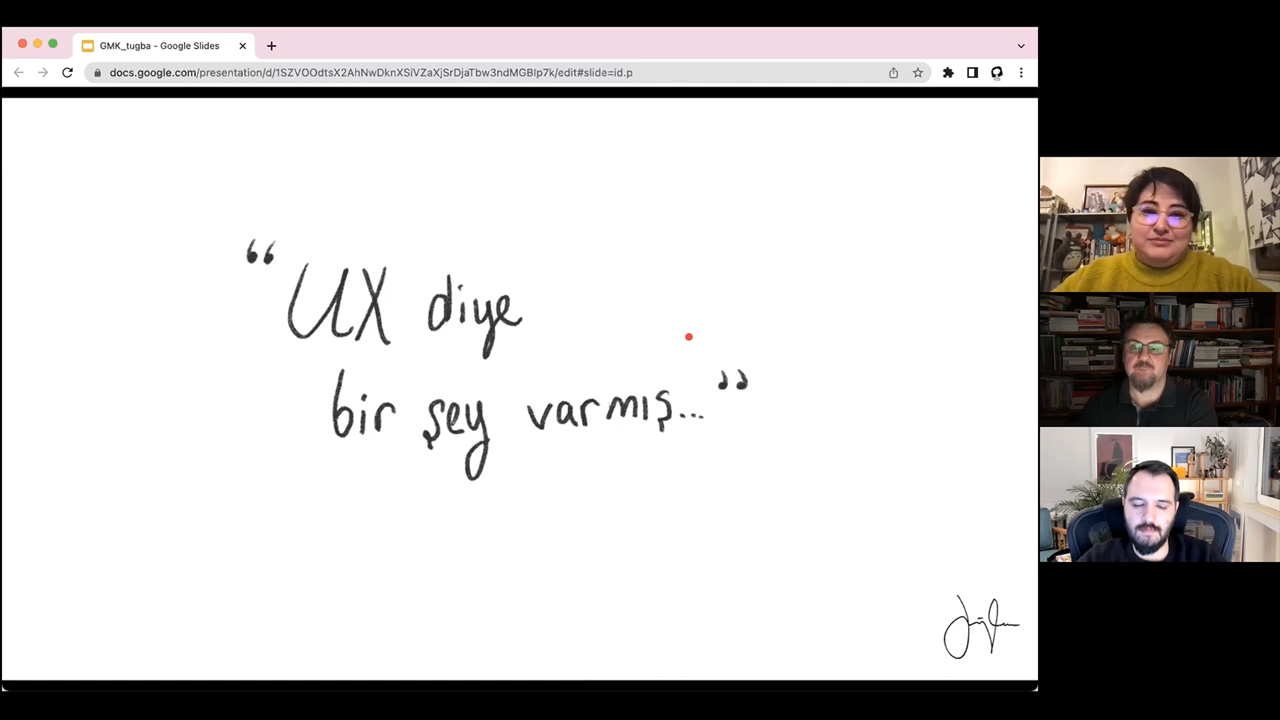 GMK_tugba - Google Slides
docs.google.com/presentation/d/1SZVOOdtsX2AhNwDknXSiVZaXjSrDjaTbw3ndMGBlp7k/edit#slide=id.p
“UX diye
bir şey varmış...”